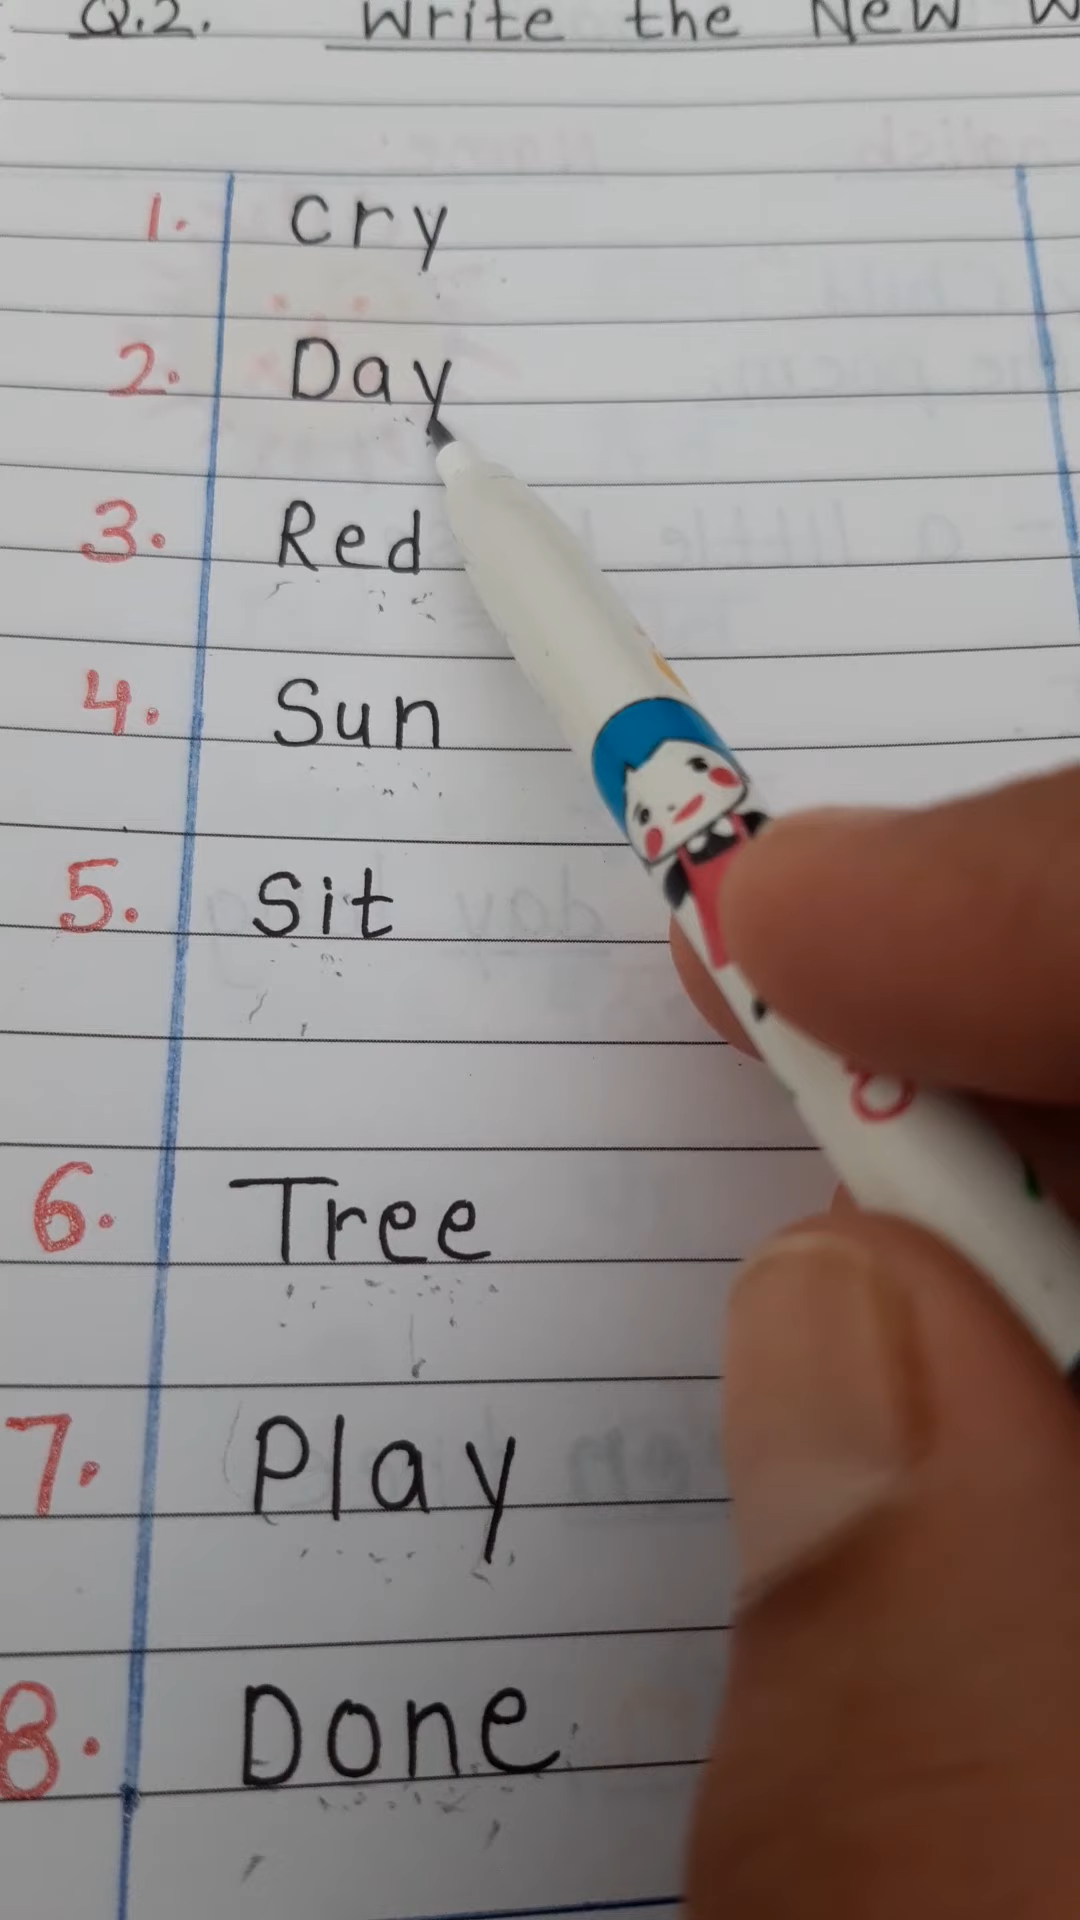 Q.2. Write the New
1. cry
2. Day
3. Red
4. Sun
5. Sit
6. Tree
7. Play
8. Done